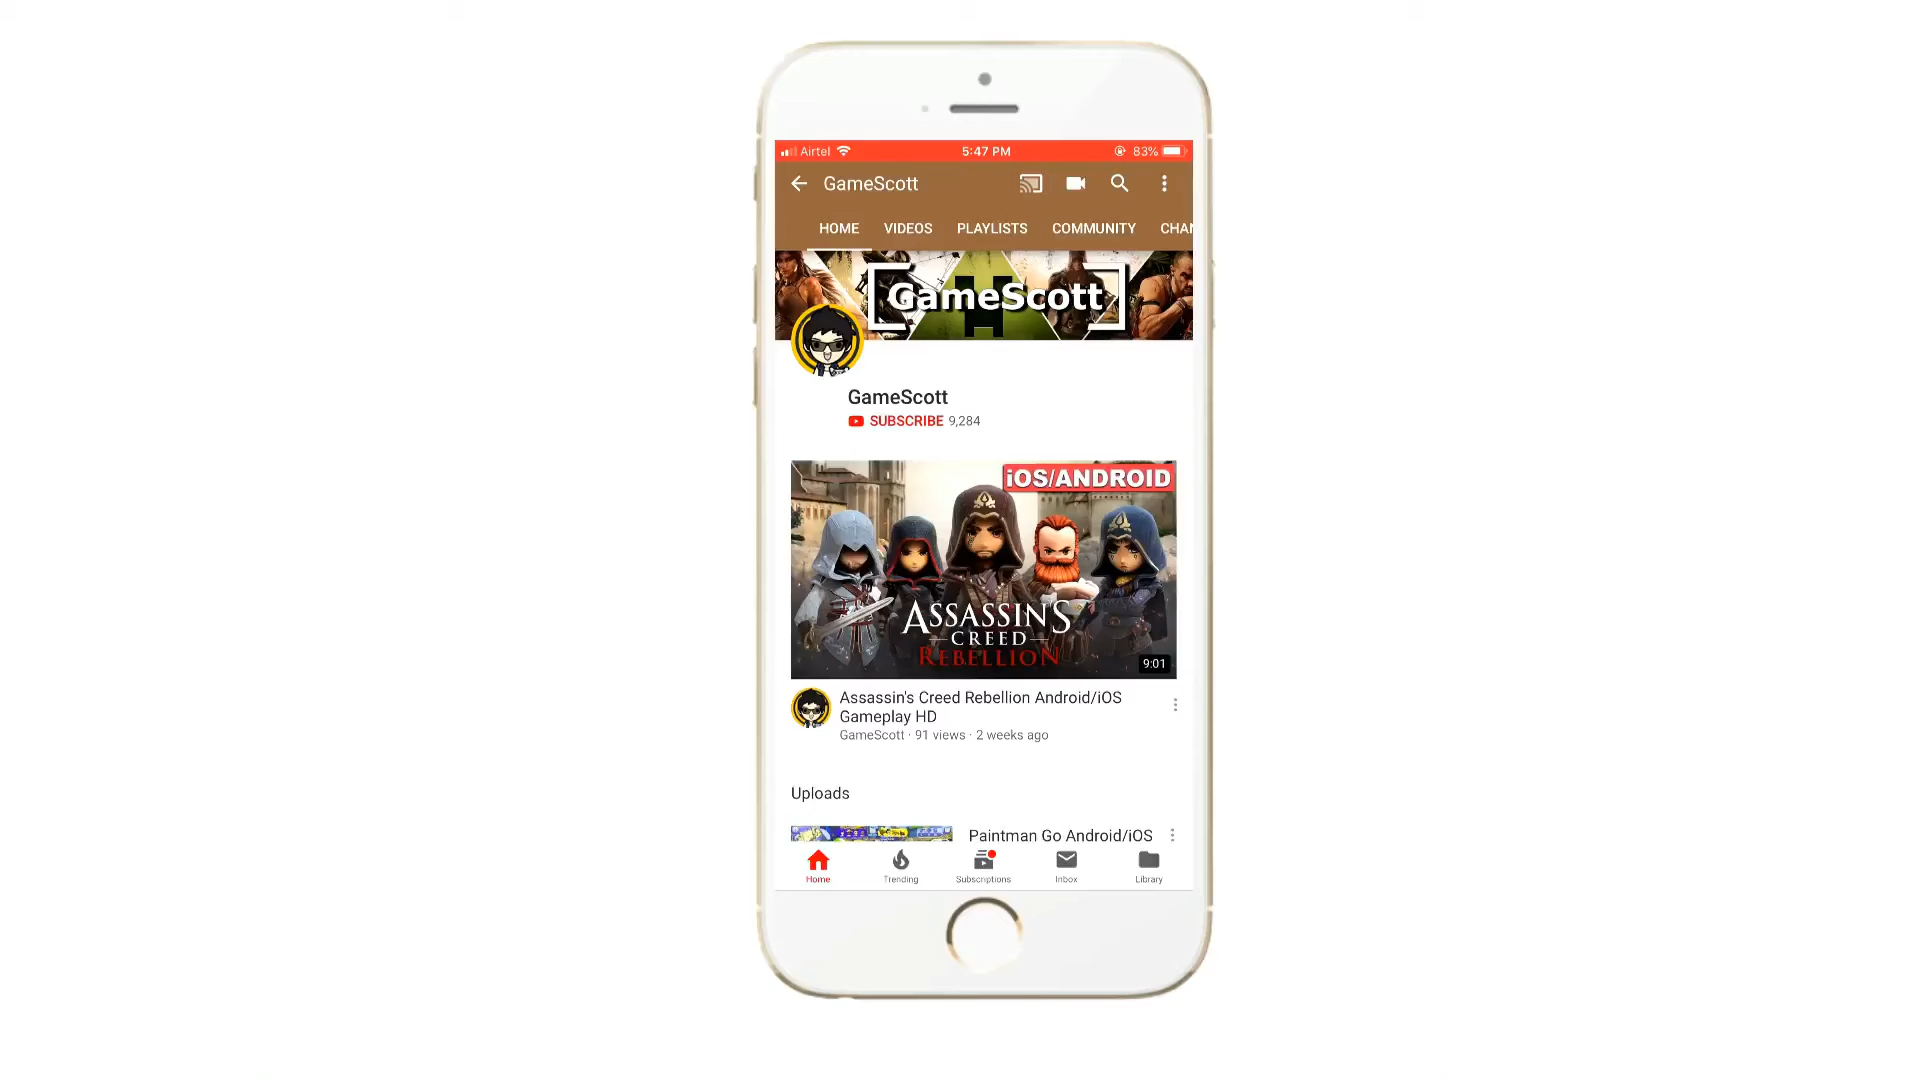 Airtel 5:47 PM 83%
GameScott
HOME VIDEOS PLAYLISTS COMMUNITY CHAN
GameScott
GameScott
SUBSCRIBE 9,284
iOS/ANDROID
ASSASSIN'S
CREED
REBELLION
9:01
Assassin's Creed Rebellion Android/iOS
Gameplay HD
GameScott · 91 views · 2 weeks ago
Uploads
Paintman Go Android/iOS
Home Trending Subscriptions Inbox Library